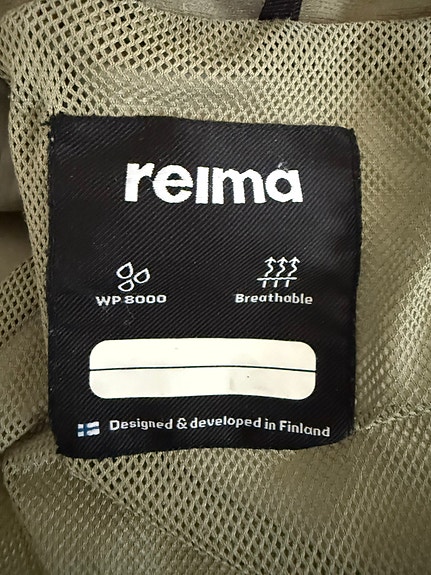 reima
WP 8000
Breathable
Designed & developed in Finland